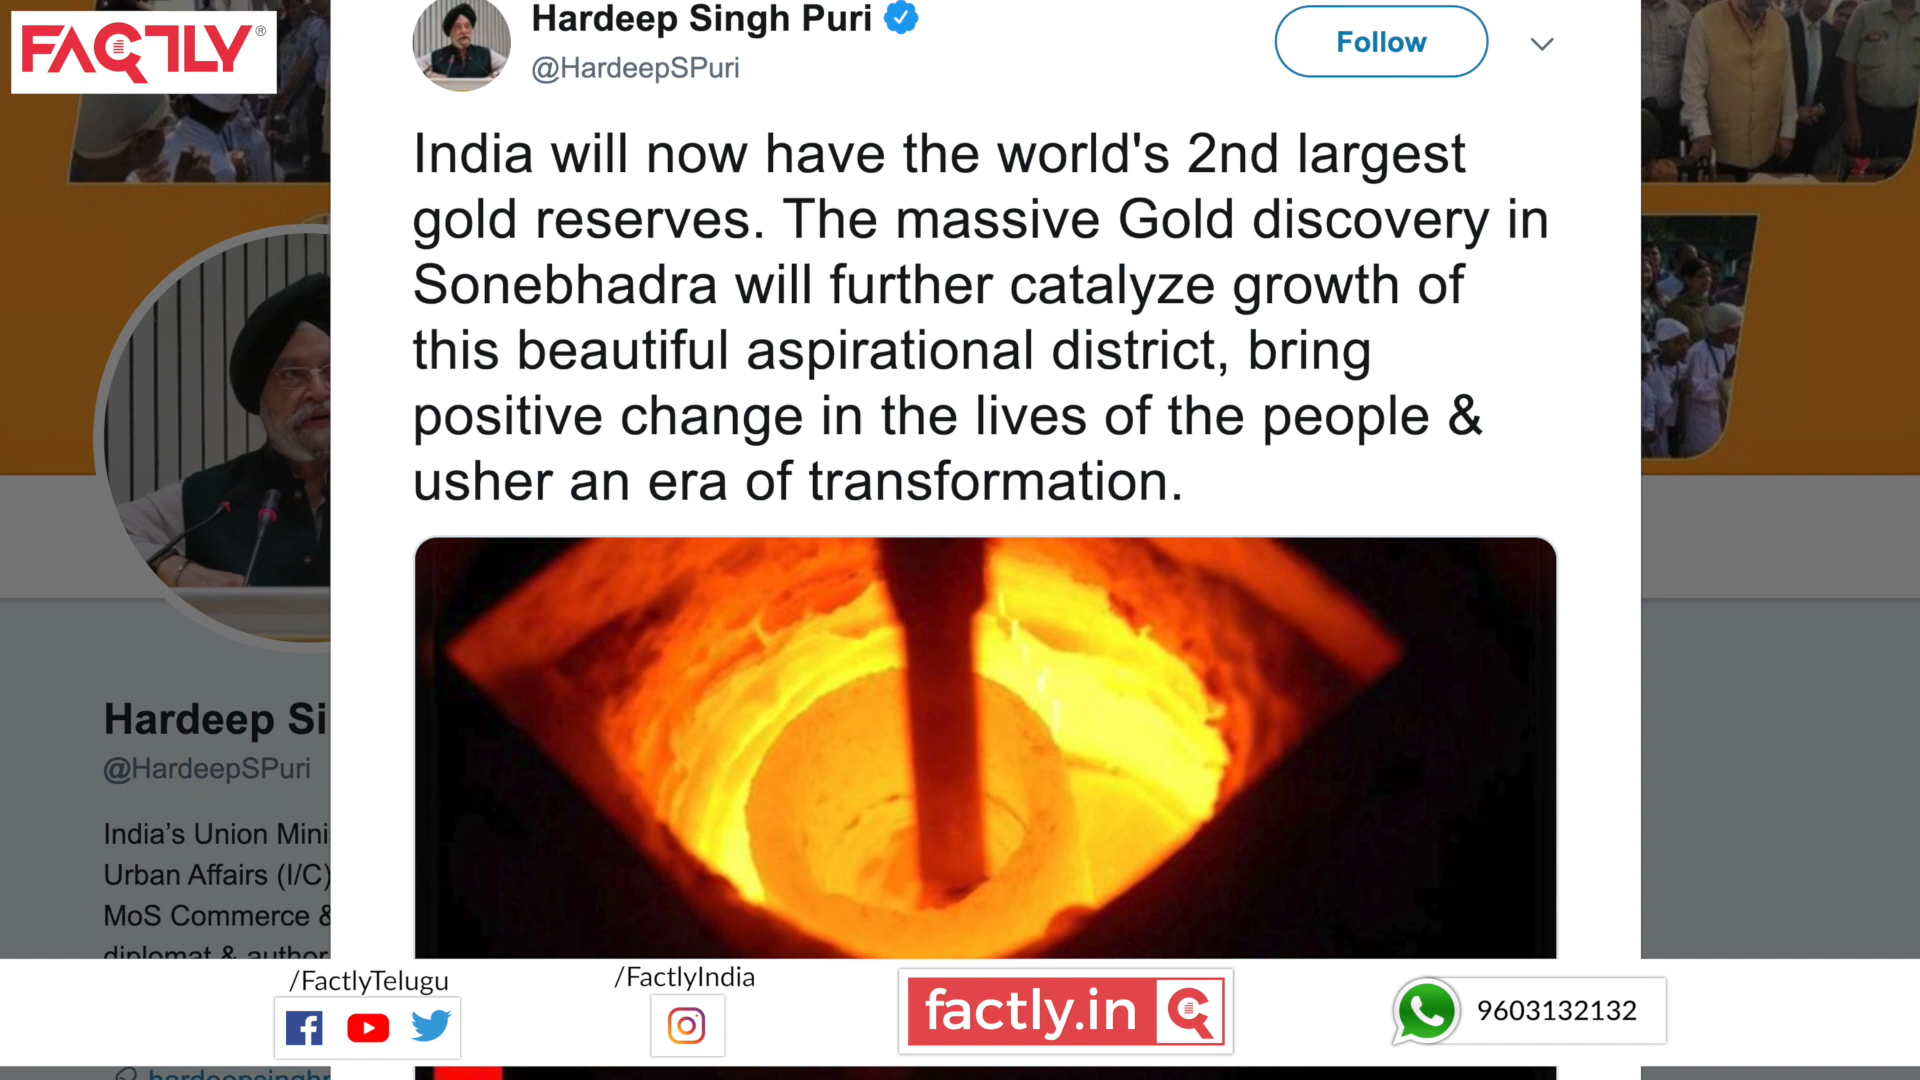 FACTLY®
Hardeep Singh Puri
@HardeepSPuri
Follow
India will now have the world's 2nd largest
gold reserves. The massive Gold discovery in
Sonebhadra will further catalyze growth of
this beautiful aspirational district, bring
positive change in the lives of the people &
usher an era of transformation.
Hardeep Si
@HardeepSPuri
India's Union Mini
Urban Affairs (I/C)
MoS Commerce &
diplomat & author
/FactlyTelugu
/FactlyIndia
factly.in
9603132132